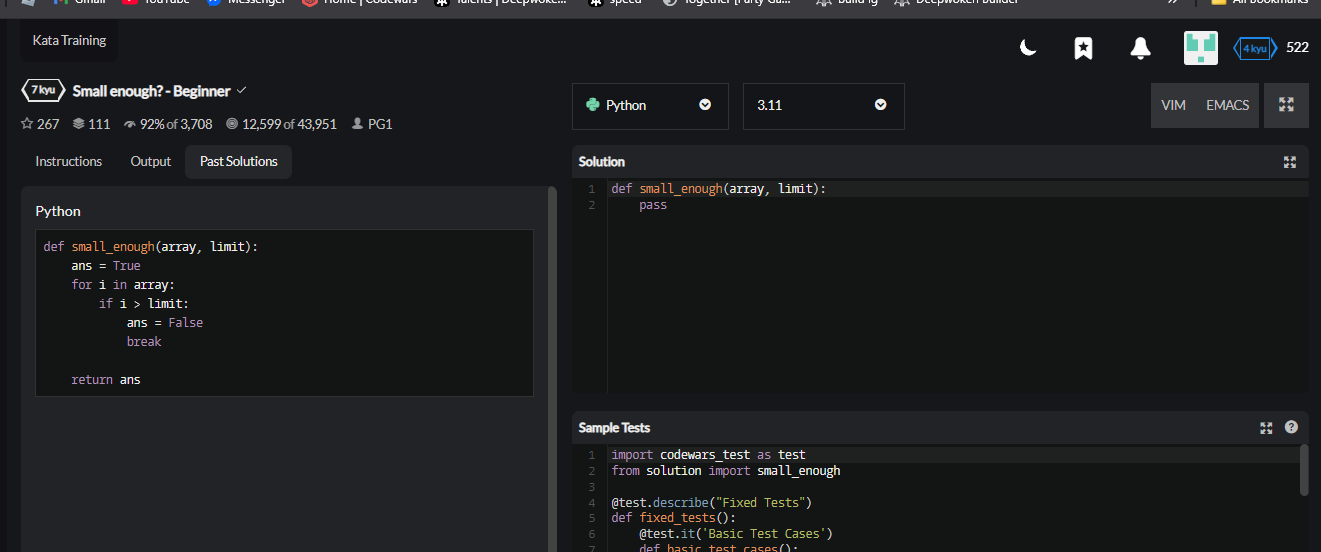 Gmail YouTube Messenger Home | Codewars Talents | Deepwoke... speed Together [Party Ga... build ig Deepwoken Builder » All Bookmarks
Kata Training
4 kyu 522
7 kyu Small enough? - Beginner
267 111 92% of 3,708 12,599 of 43,951 PG1
Python 3.11 VIM EMACS
Instructions Output Past Solutions
Python
def small_enough(array, limit):
    ans = True
    for i in array:
        if i > limit:
            ans = False
            break
    return ans
Solution
1 def small_enough(array, limit):
2     pass
Sample Tests
1 import codewars_test as test
2 from solution import small_enough
3
4 @test.describe("Fixed Tests")
5 def fixed_tests():
6     @test.it('Basic Test Cases')
7     def basic_test_cases():